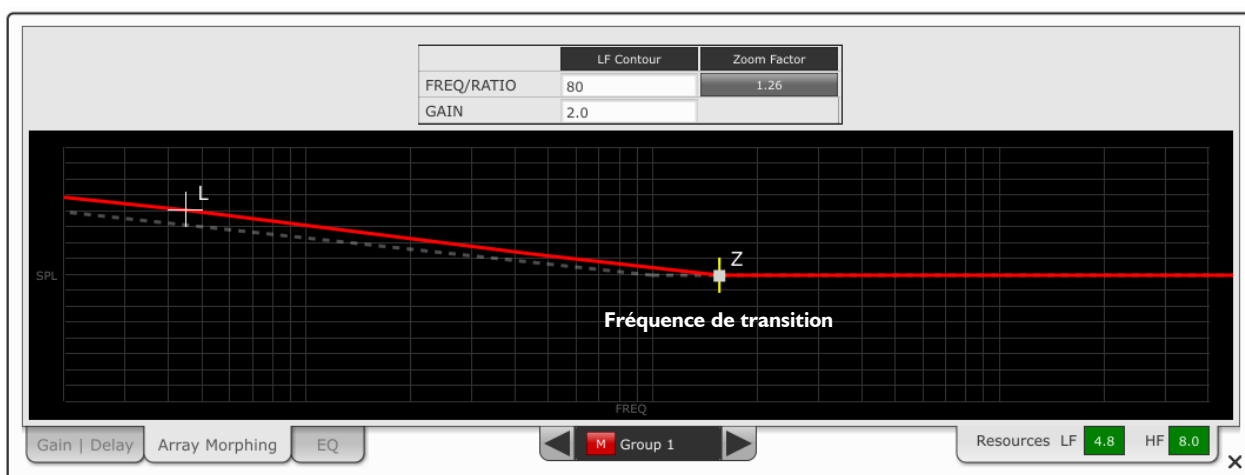 LF Contour Zoom Factor
FREQ/RATIO 80 1.26
GAIN 2.0
L
Z
SPL
Fréquence de transition
FREQ
Gain | Delay Array Morphing EQ M Group 1 Resources LF 4.8 HF 8.0